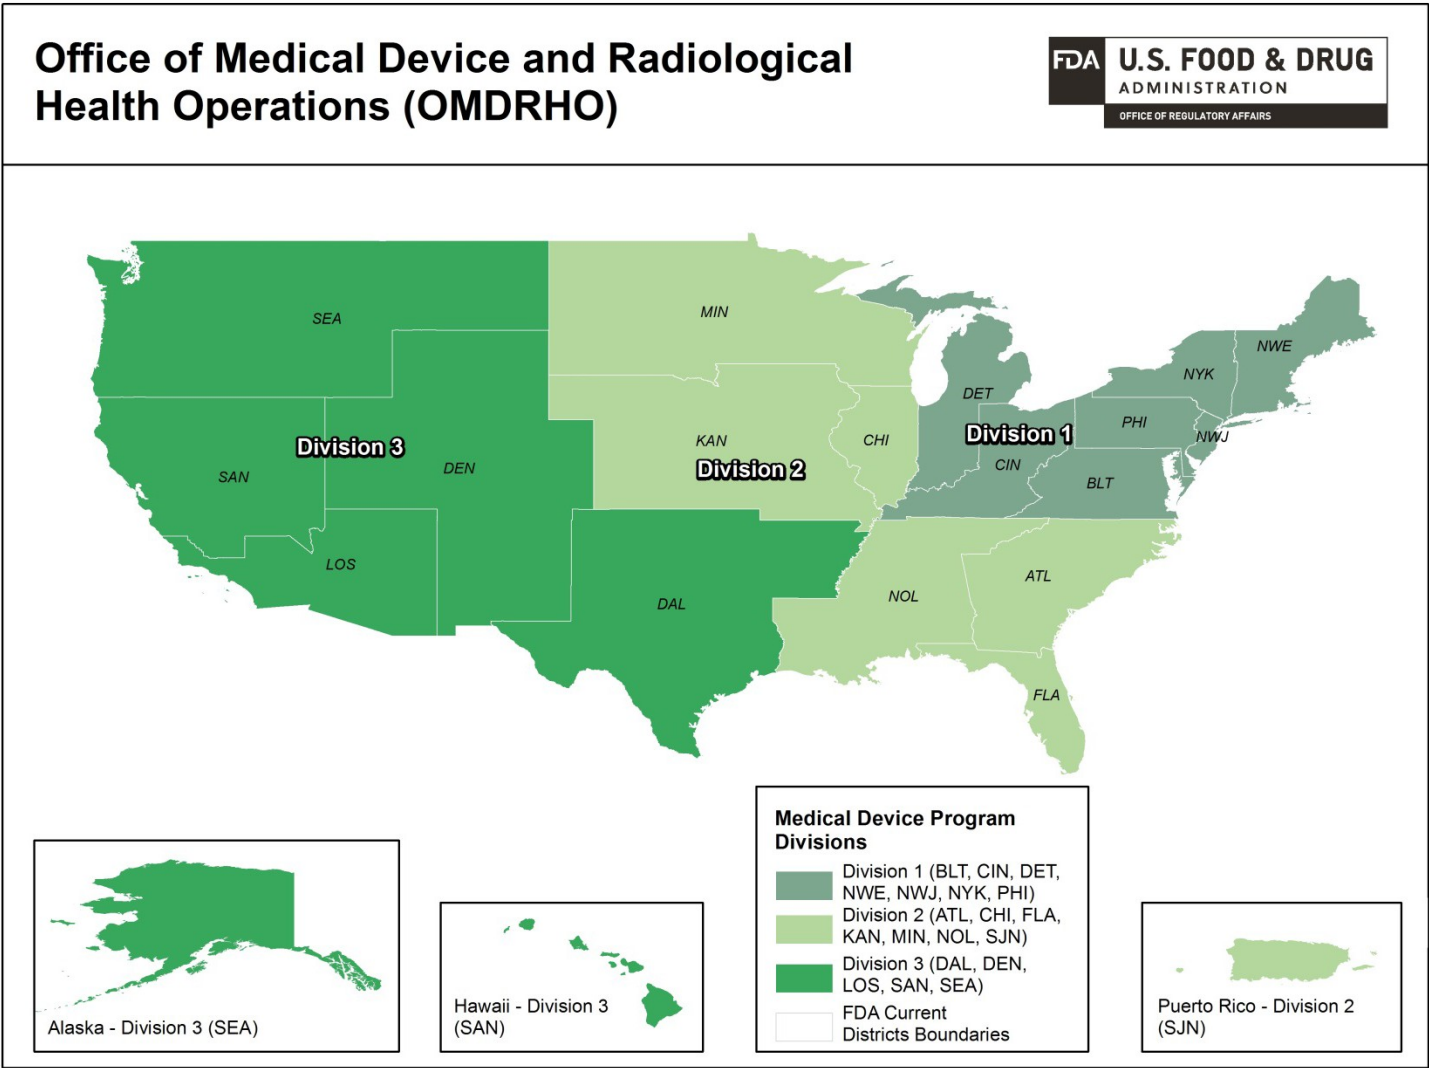 Office of Medical Device and Radiological
Health Operations (OMDRHO)
FDA
U.S. FOOD & DRUG
ADMINISTRATION
OFFICE OF REGULATORY AFFAIRS
SEA
MIN
NWE
NYK
DET
PHI
NWJ
Division 1
Division 3
KAN
CHI
DEN
SAN
Division 2
CIN
BLT
LOS
ATL
NOL
DAL
FLA
Medical Device Program
Divisions
Division 1 (BLT, CIN, DET,
NWE, NWJ, NYK, PHI)
Division 2 (ATL, CHI, FLA,
KAN, MIN, NOL, SJN)
Division 3 (DAL, DEN,
LOS, SAN, SEA)
FDA Current
Districts Boundaries
Alaska - Division 3 (SEA)
Hawaii - Division 3
(SAN)
Puerto Rico - Division 2
(SJN)